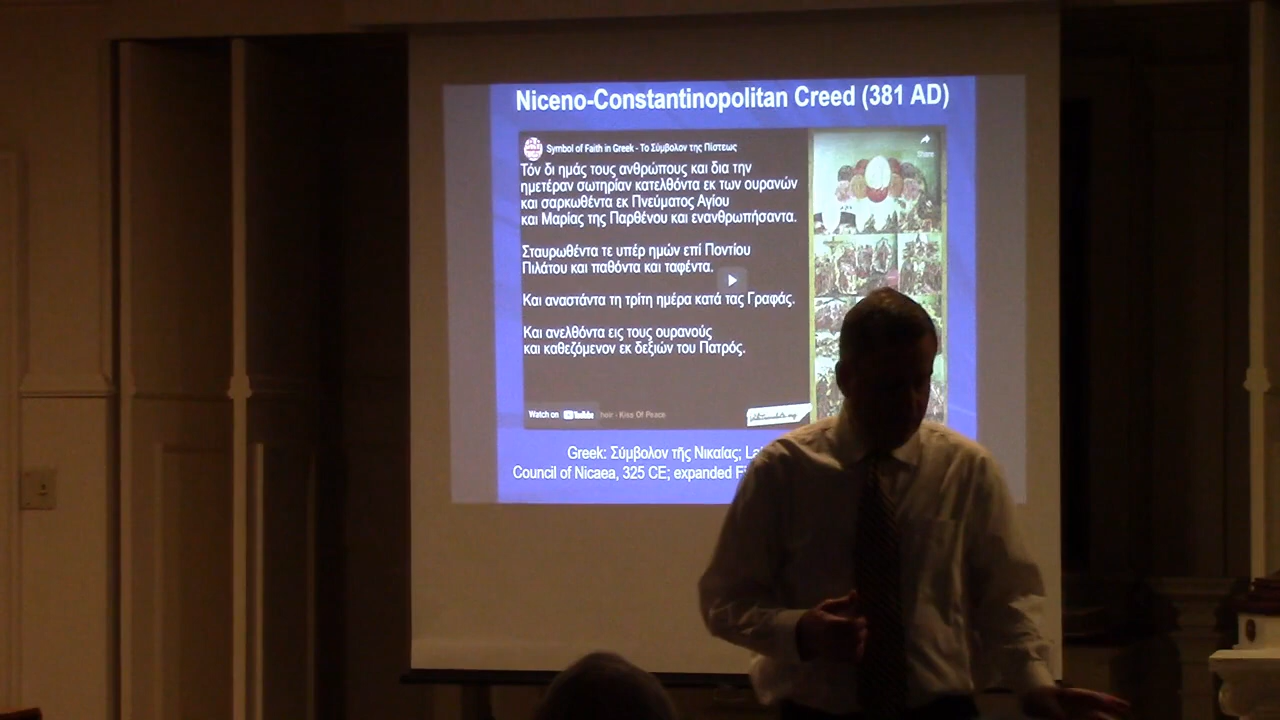 Niceno-Constantinopolitan Creed (381 AD)
Symbol of Faith in Greek - Το Σύμβολον της Πίστεως
Share
Τόν δι ημάς τους ανθρώπους και δια την
ημετέραν σωτηρίαν κατελθόντα εκ των ουρανών
και σαρκωθέντα εκ Πνεύματος Αγίου
και Μαρίας της Παρθένου και ενανθρωπήσαντα.
Σταυρωθέντα τε υπέρ ημών επί Ποντίου
Πιλάτου και παθόντα και ταφέντα.
Και αναστάντα τη τρίτη ημέρα κατά τας Γραφάς.
Και ανελθόντα εις τους ουρανούς
και καθεζόμενον εκ δεξιών του Πατρός.
Watch on YouTube - Kiss Of Peace
Greek: Σύμβολον τῆς Νικαίας;
Council of Nicaea, 325 CE; expanded